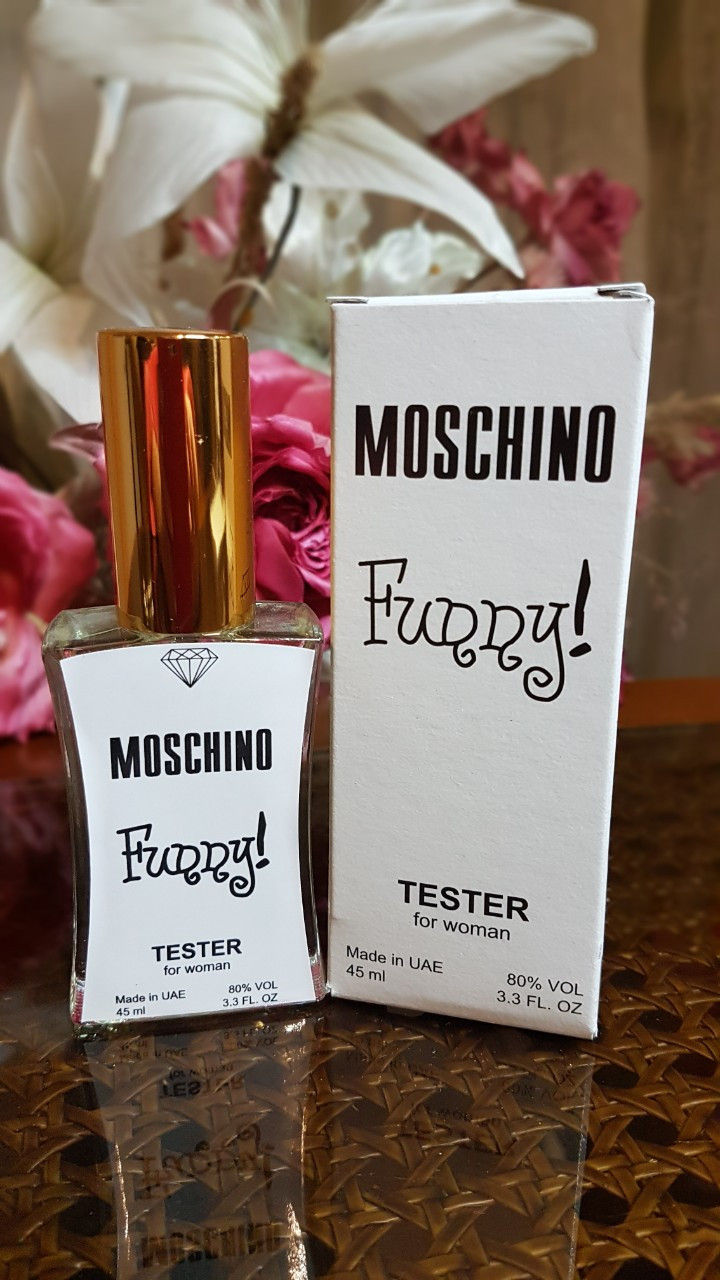 MOSCHINO
Funny!
TESTER
for woman
Made in UAE
45 ml
80% VOL
3.3 FL. OZ
MOSCHINO
Funny!
TESTER
for woman
Made in UAE
45 ml
80% VOL
3.3 FL. OZ